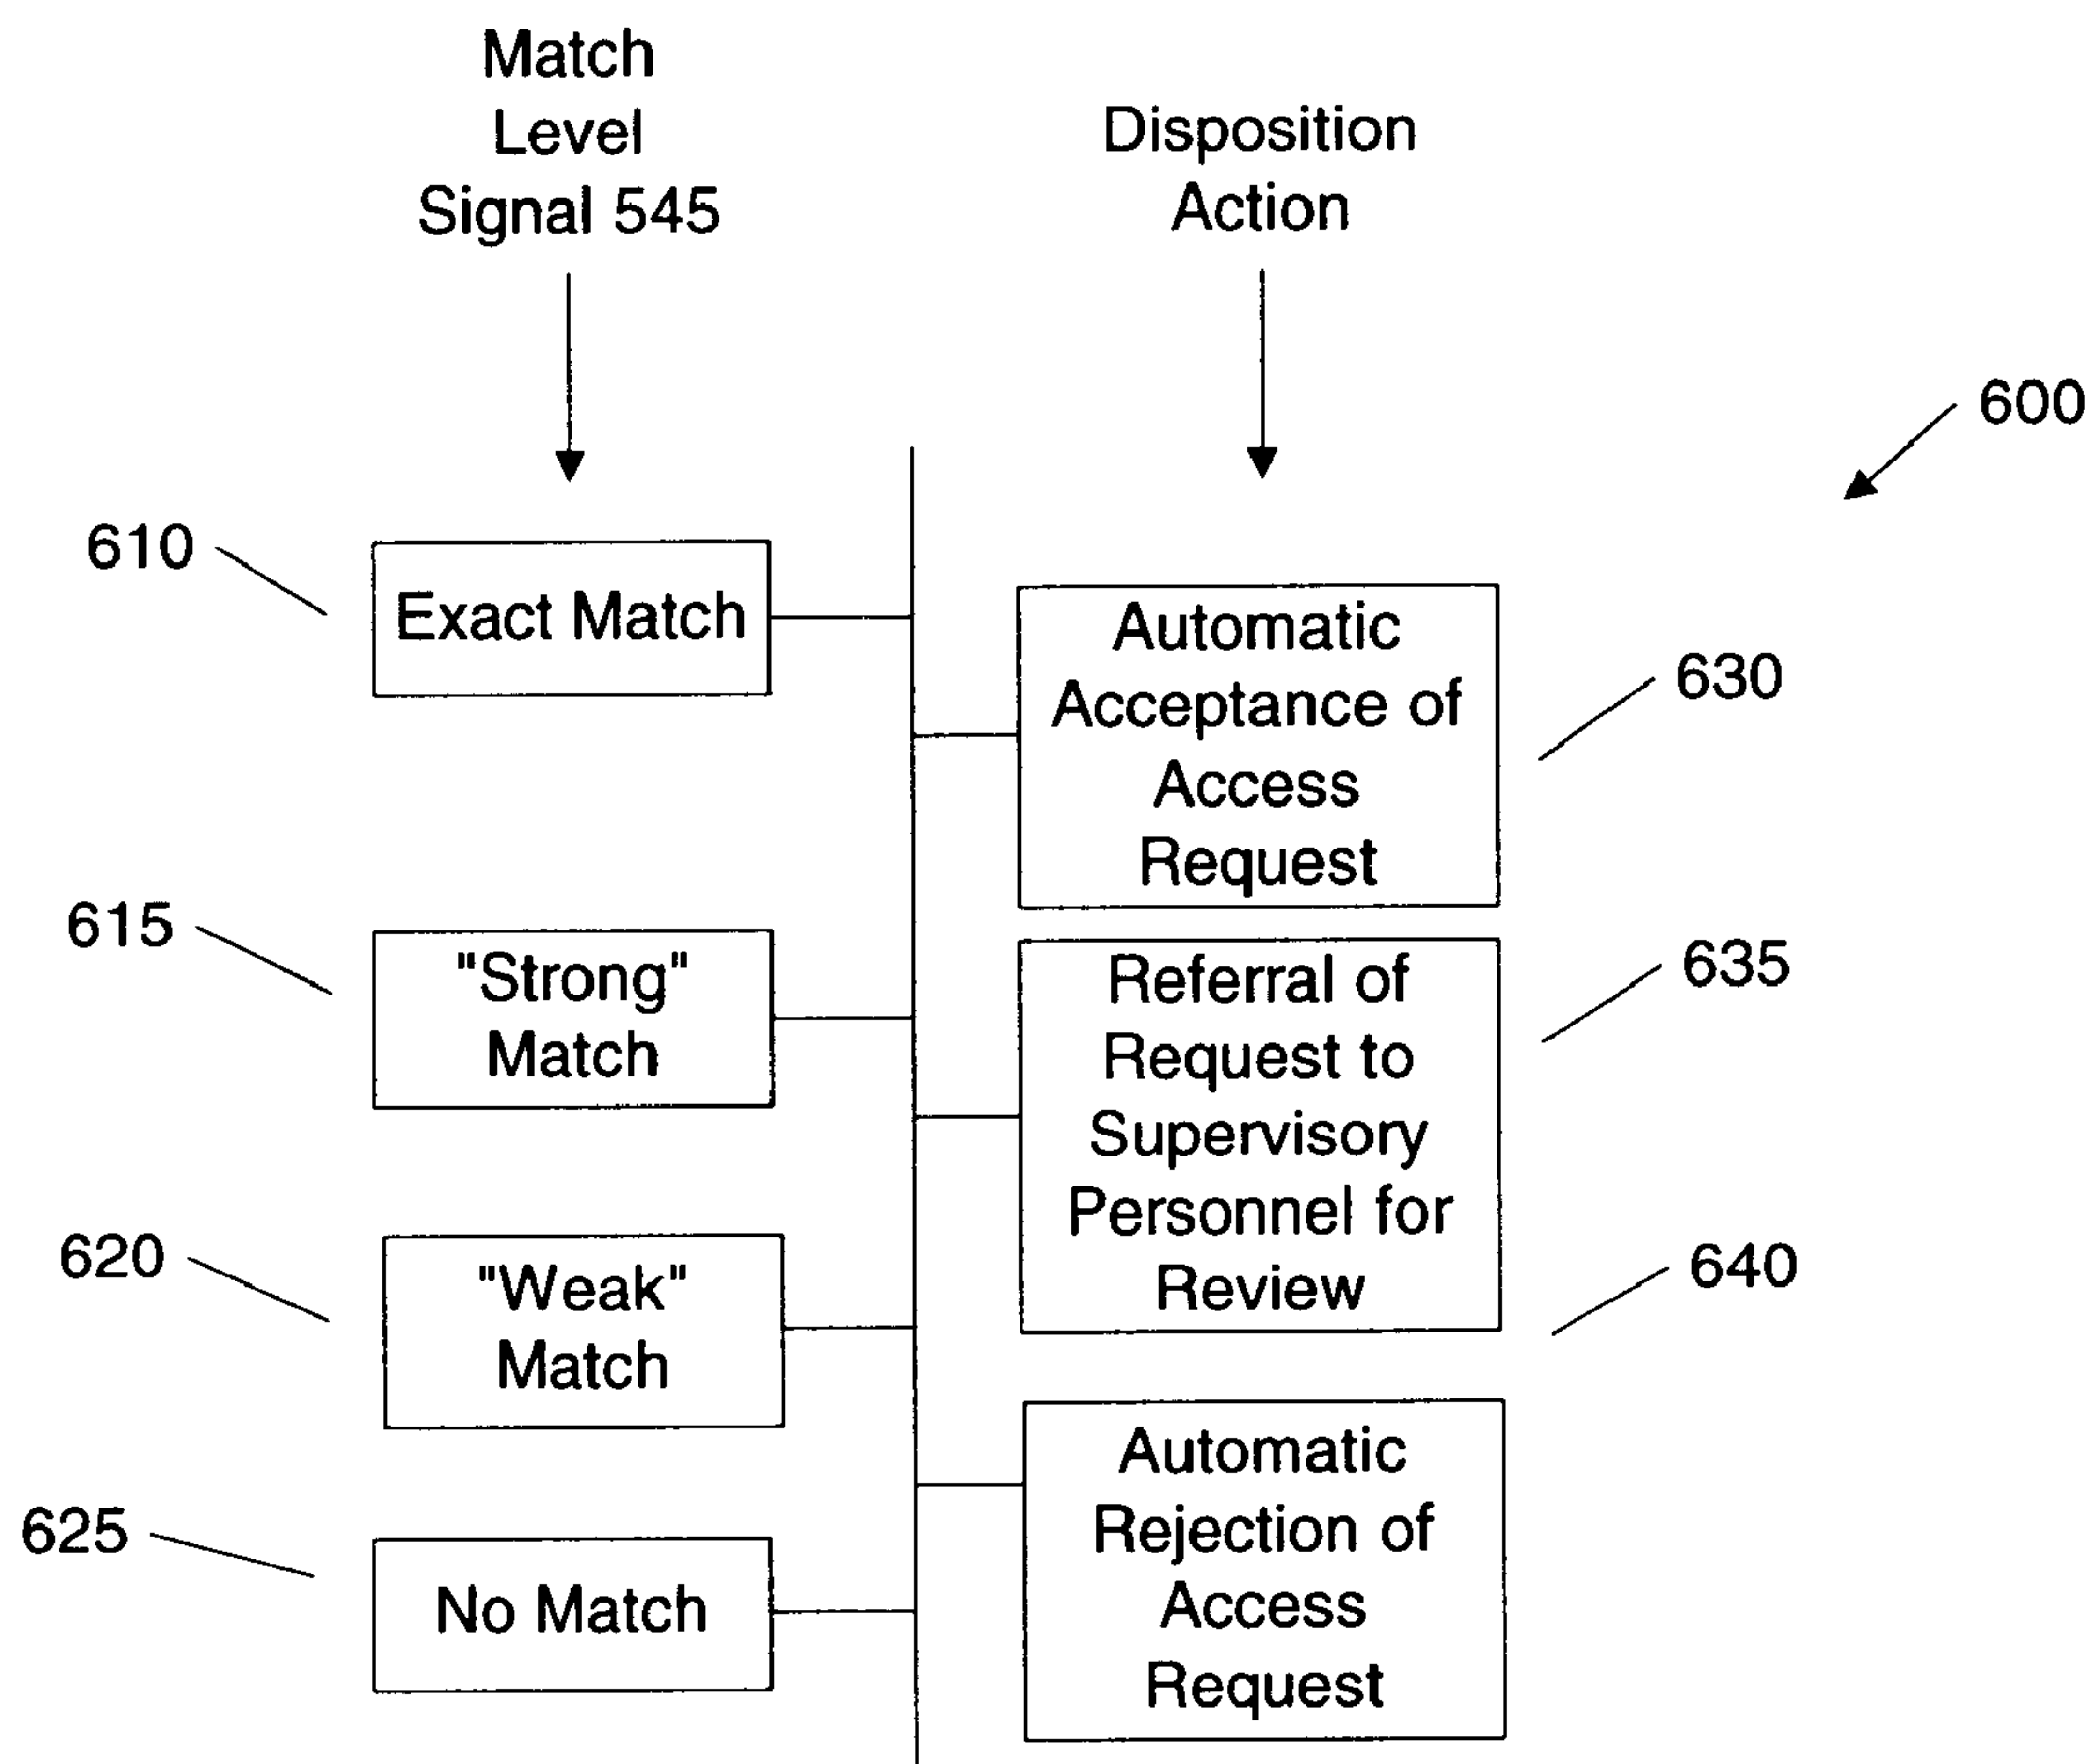 Match
Level
Signal 545
Disposition
Action
600
610
Exact Match
Automatic
Acceptance of
Access
Request
630
615
"Strong"
Match
Referral of
Request to
Supervisory
Personnel for
Review
635
620
"Weak"
Match
640
625
No Match
Automatic
Rejection of
Access
Request